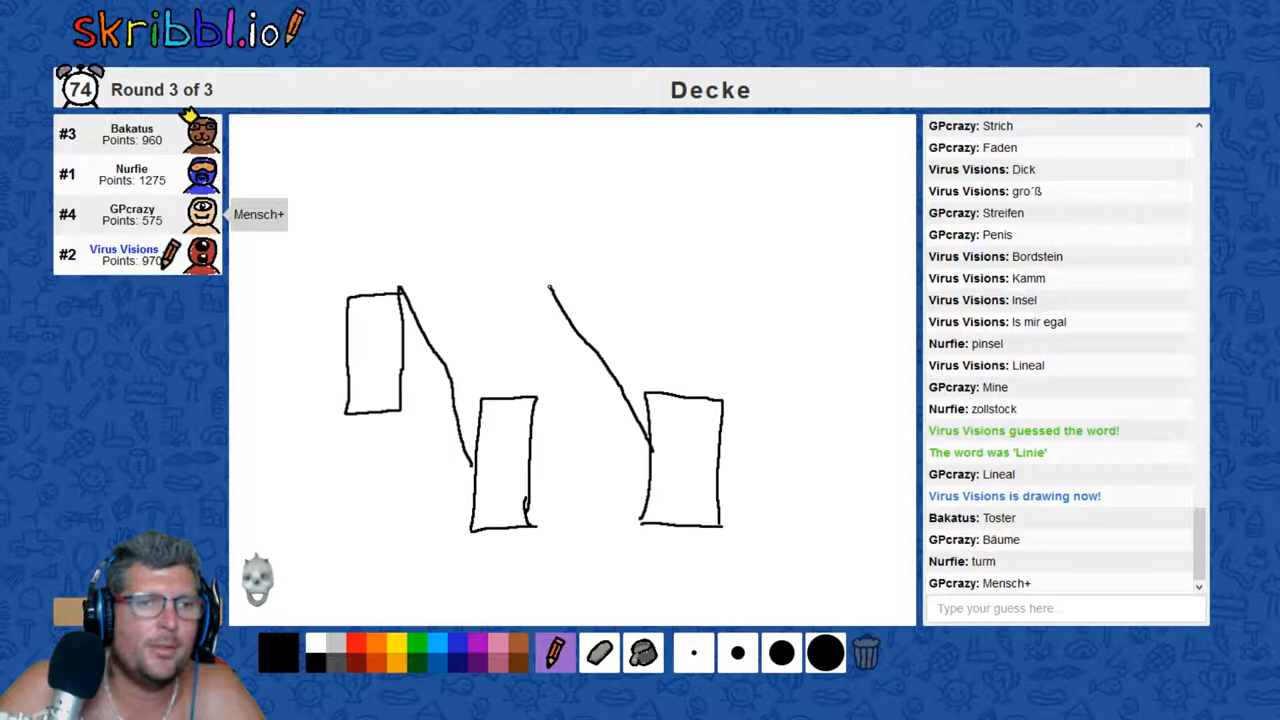 skribbl.io
74
Round 3 of 3
Decke
#3
Bakatus
Points: 960
#1
Nurfie
Points: 1275
#4
GPcrazy
Points: 575
Mensch+
#2
Virus Visions
Points: 970
GPcrazy: Strich
GPcrazy: Faden
Virus Visions: Dick
Virus Visions: gro´ß
GPcrazy: Streifen
GPcrazy: Penis
Virus Visions: Bordstein
Virus Visions: Kamm
Virus Visions: Insel
Virus Visions: Is mir egal
Nurfie: pinsel
Virus Visions: Lineal
GPcrazy: Mine
Nurfie: zollstock
Virus Visions guessed the word!
The word was 'Linie'
GPcrazy: Lineal
Virus Visions is drawing now!
Bakatus: Toster
GPcrazy: Bäume
Nurfie: turm
GPcrazy: Mensch+
Type your guess here...